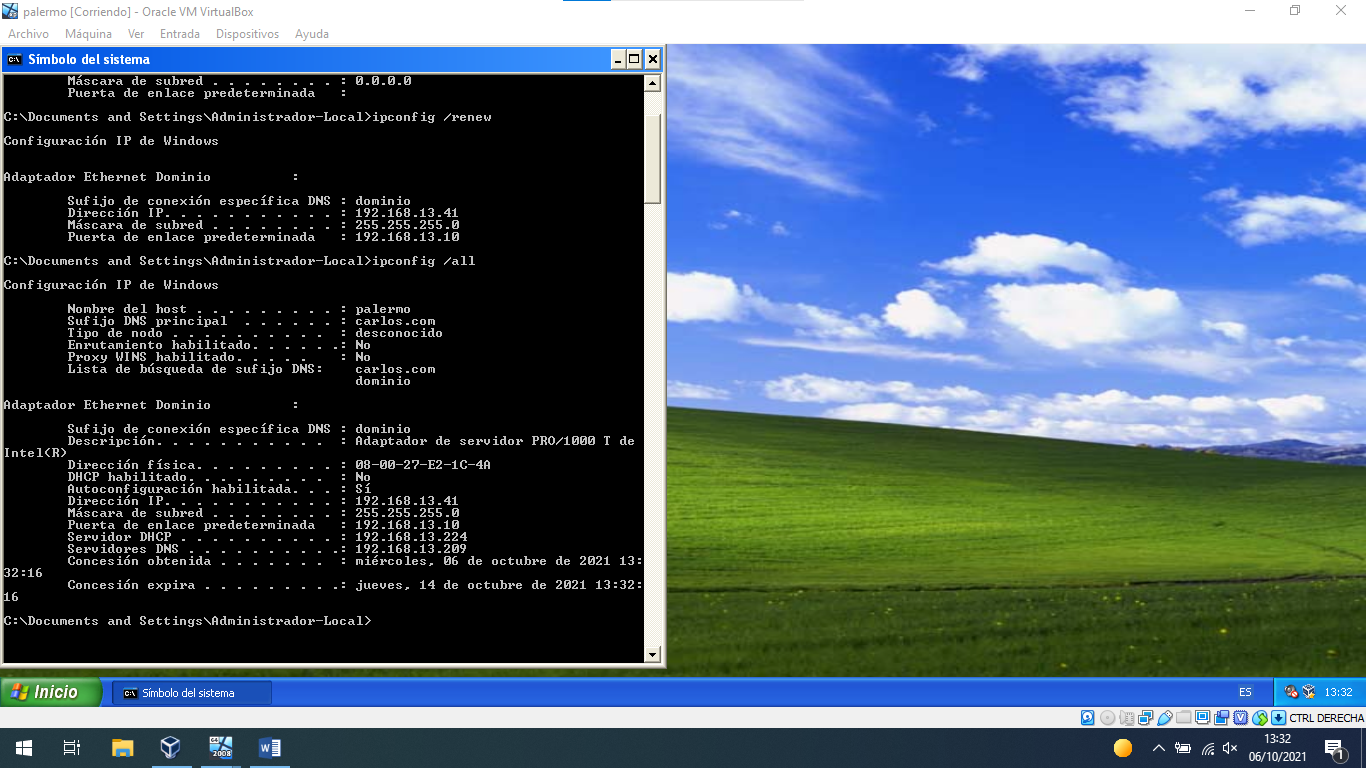 palermo [Corriendo] - Oracle VM VirtualBox
Archivo Máquina Ver Entrada Dispositivos Ayuda
Símbolo del sistema
Máscara de subred . . . . . . . . : 0.0.0.0
Puerta de enlace predeterminada :
C:\Documents and Settings\Administrador-Local>ipconfig /renew
Configuración IP de Windows
Adaptador Ethernet Dominio :
Sufijo de conexión específica DNS : dominio
Dirección IP. . . . . . . . . . . : 192.168.13.41
Máscara de subred . . . . . . . . : 255.255.255.0
Puerta de enlace predeterminada : 192.168.13.10
C:\Documents and Settings\Administrador-Local>ipconfig /all
Configuración IP de Windows
Nombre del host . . . . . . . . . : palermo
Sufijo DNS principal . . . . . . : carlos.com
Tipo de nodo . . . . . . . . . . : desconocido
Enrutamiento habilitado. . . . . .: No
Proxy WINS habilitado. . . . . : No
Lista de búsqueda de sufijo DNS: carlos.com
dominio
Adaptador Ethernet Dominio :
Sufijo de conexión específica DNS : dominio
Descripción. . . . . . . . . . . : Adaptador de servidor PRO/1000 T de
Intel(R)
Dirección física. . . . . . . . . : 08-00-27-E2-1C-4A
DHCP habilitado. . . . . . . . . : No
Autoconfiguración habilitada. . . : Sí
Dirección IP. . . . . . . . . . . : 192.168.13.41
Máscara de subred . . . . . . . . : 255.255.255.0
Puerta de enlace predeterminada : 192.168.13.10
Servidor DHCP . . . . . . . . . . : 192.168.13.224
Servidores DNS . . . . . . . . . .: 192.168.13.209
Concesión obtenida . . . . . . . : miércoles, 06 de octubre de 2021 13:
32:16
Concesión expira . . . . . . . . .: jueves, 14 de octubre de 2021 13:32:
16
C:\Documents and Settings\Administrador-Local>
Inicio
Símbolo del sistema
ES
13:32
CTRL DERECHA
64
2008
13:32
06/10/2021
1